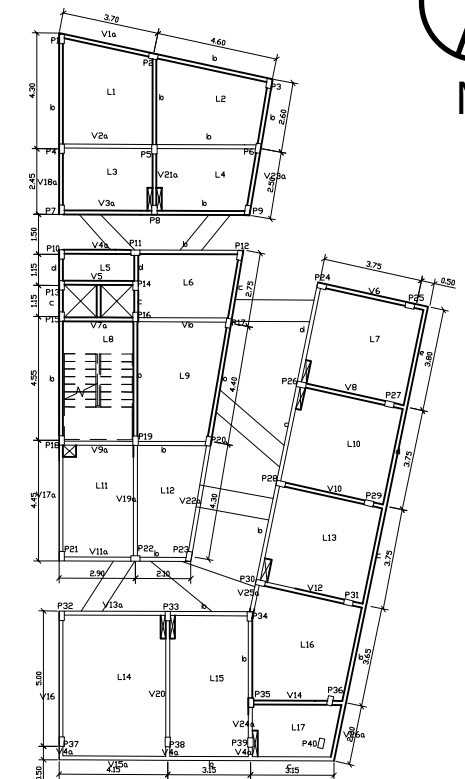 3.70
V1a
P1
4.60
P2
b
P3
4.30
L1
b
L2
b
b
2.60
V2a
b
P4
P5
P6
V18a
2.45
L3
V21a
L4
V23a
2.50
V3a
b
P7
P8
P9
1.50
V4a
P11
b
P12
P10
d
L5
d
1.15
V5
P14
L6
c
2.75
P13
c
1.15
c
P15
V7a
P16
V1b
P17
P24
3.75
V6
P25
0.50
d
L7
a
3.80
L8
4.55
b
L9
b
4.40
P26
V8
P27
P18
P19
P20
V9a
b
L10
3.75
V17a
L11
V19a
L12
V22a
4.30
4.45
P28
V10
P29
b
L13
3.75
P21
V11a
P22
b
P23
2.90
2.10
P30
V12
P31
V25a
V13a
b
P32
P33
P34
L16
3.65
5.00
L14
L15
b
V16
V20
P35
V14
P36
L17
V24a
P37
P38
P39
P40
V4a
V4a
V4a
V15a
b
c
1.50
4.15
3.15
3.15